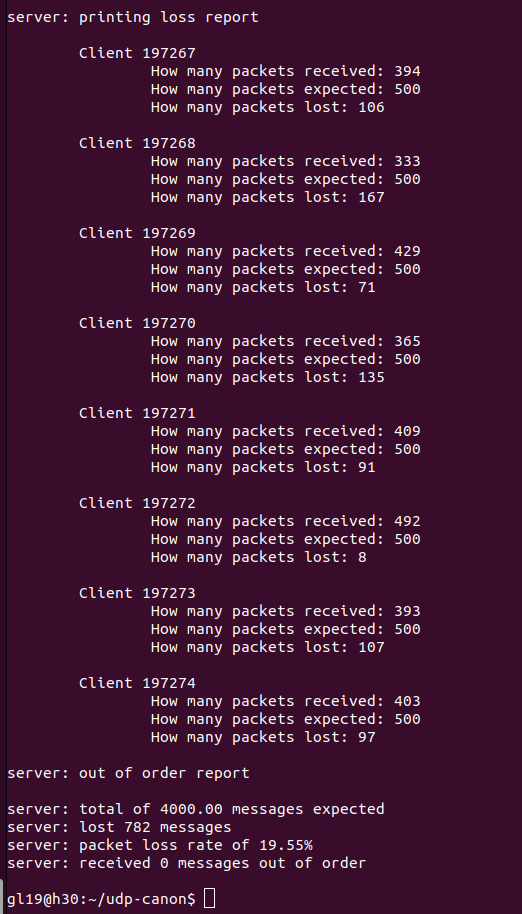 server: printing loss report
Client 197267
How many packets received: 394
How many packets expected: 500
How many packets lost: 106
Client 197268
How many packets received: 333
How many packets expected: 500
How many packets lost: 167
Client 197269
How many packets received: 429
How many packets expected: 500
How many packets lost: 71
Client 197270
How many packets received: 365
How many packets expected: 500
How many packets lost: 135
Client 197271
How many packets received: 409
How many packets expected: 500
How many packets lost: 91
Client 197272
How many packets received: 492
How many packets expected: 500
How many packets lost: 8
Client 197273
How many packets received: 393
How many packets expected: 500
How many packets lost: 107
Client 197274
How many packets received: 403
How many packets expected: 500
How many packets lost: 97
server: out of order report
server: total of 4000.00 messages expected
server: lost 782 messages
server: packet loss rate of 19.55%
server: received 0 messages out of order
gl19@h30:~/udp-canon$